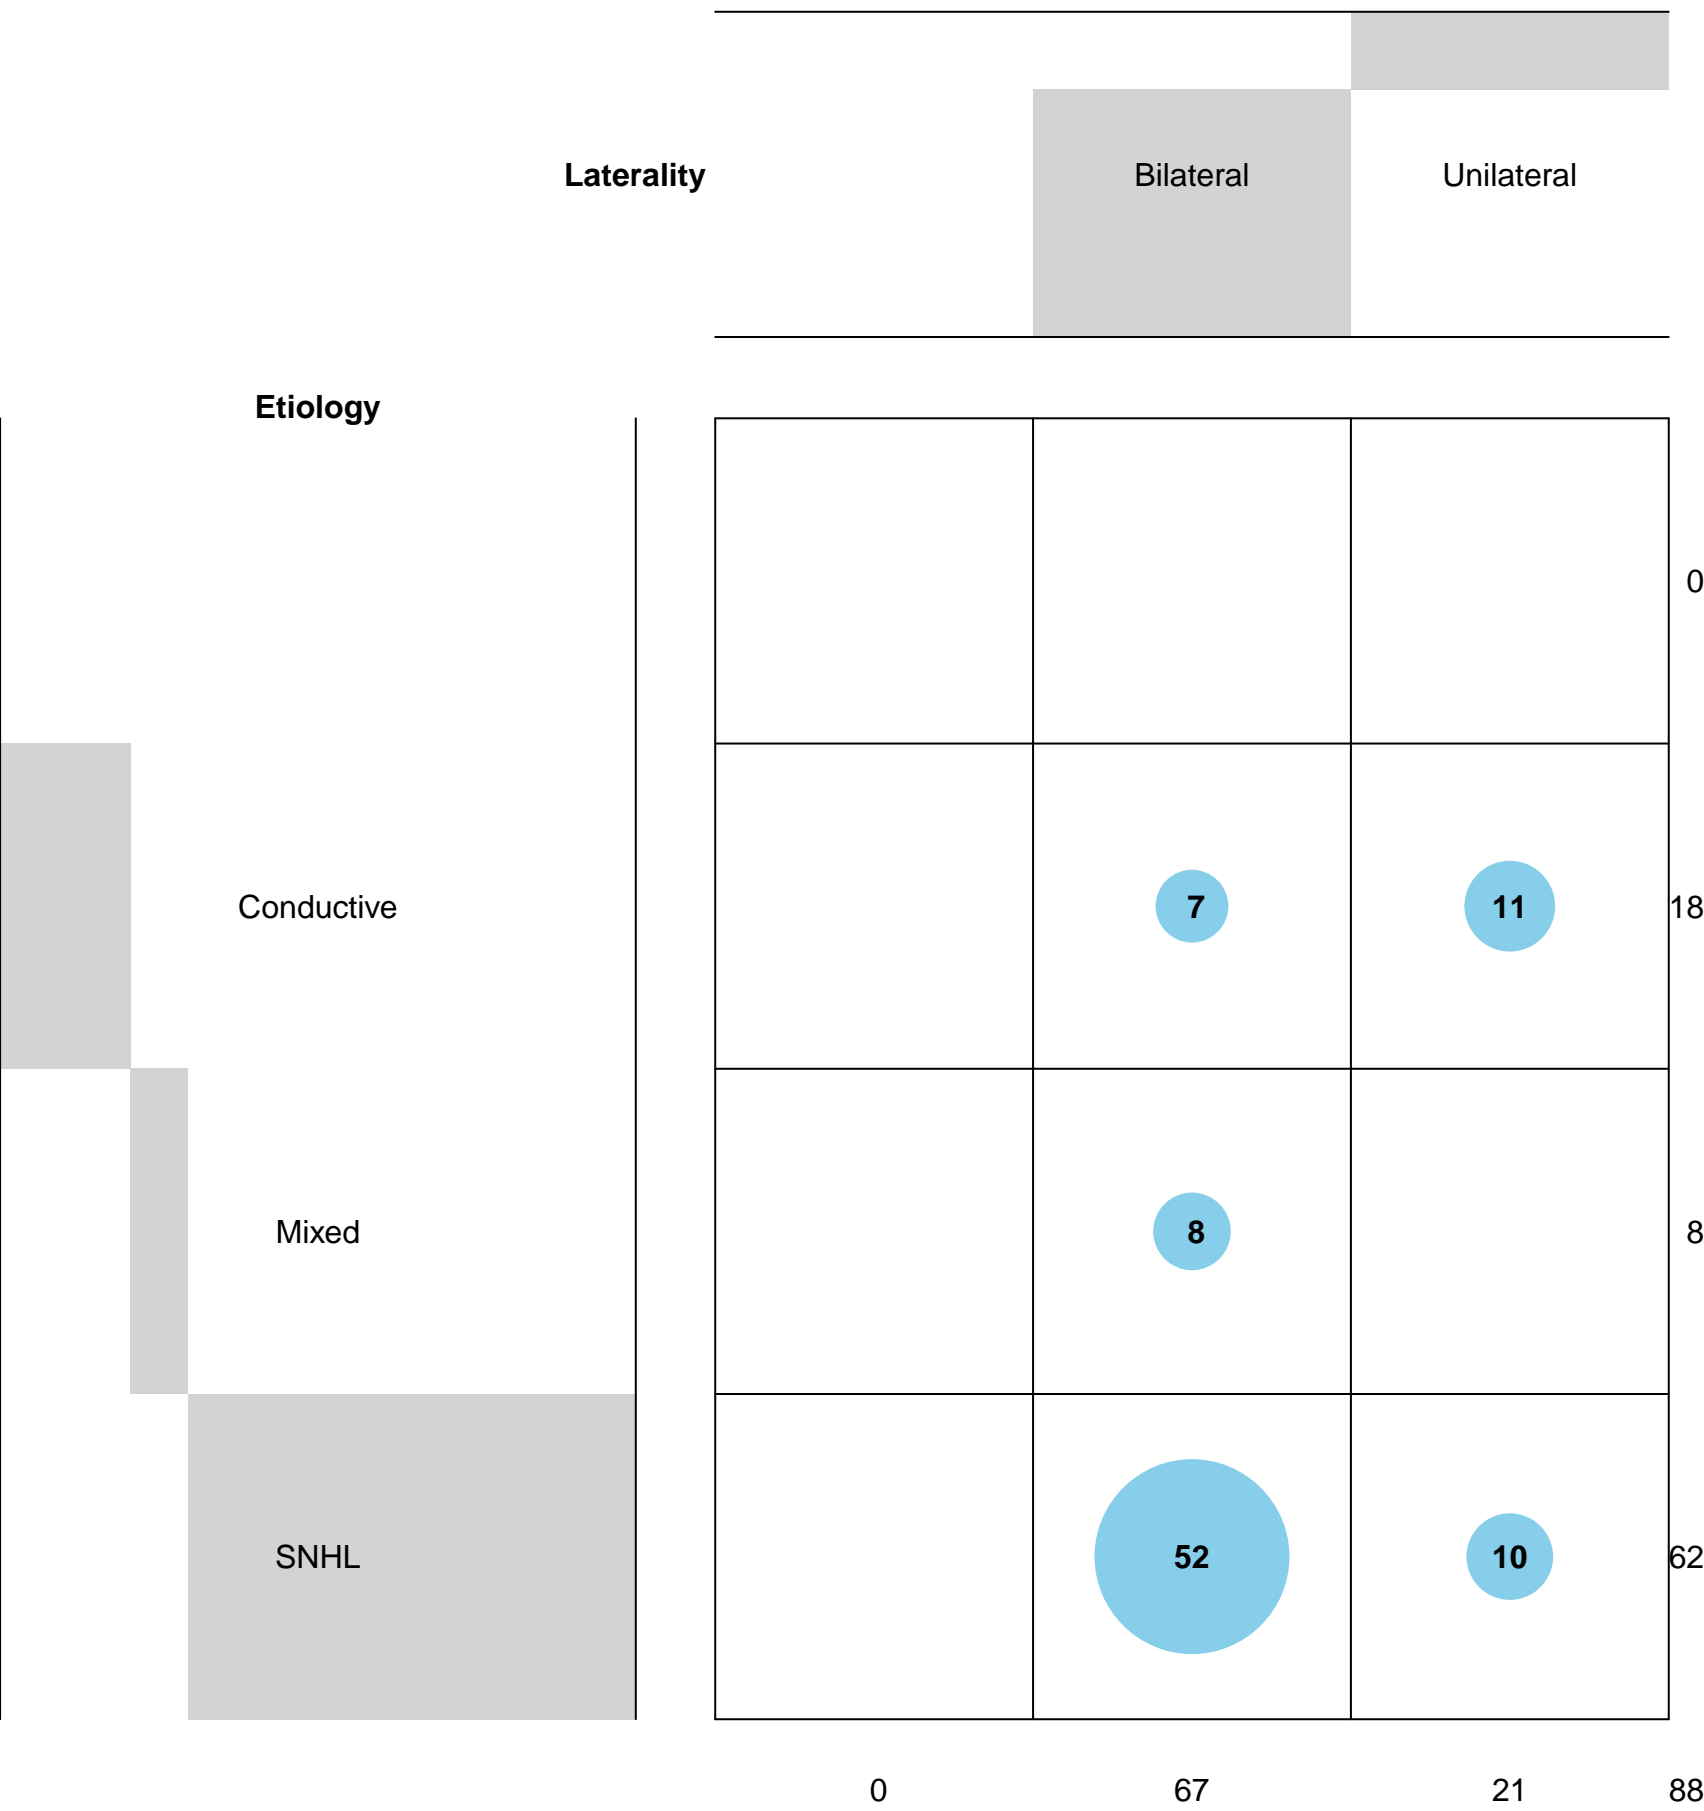 Laterality Bilateral Unilateral
Etiology
0
Conductive 7 11 18
Mixed 8 8
SNHL 52 10 62
0 67 21 88